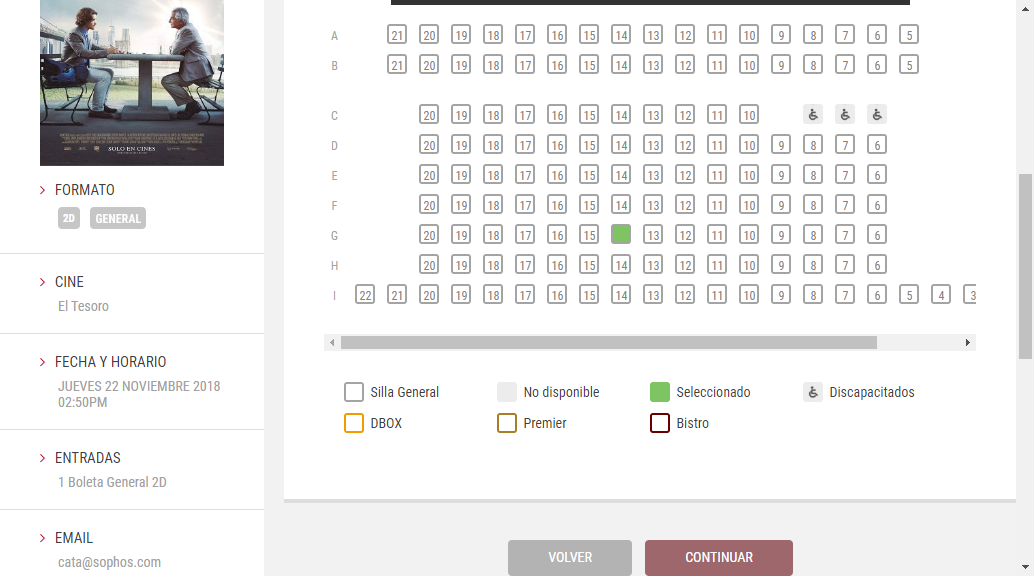 SOLO EN CINES
FORMATO
2D GENERAL
CINE
El Tesoro
FECHA Y HORARIO
JUEVES 22 NOVIEMBRE 2018
02:50PM
ENTRADAS
1 Boleta General 2D
EMAIL
cata@sophos.com
A 21 20 19 18 17 16 15 14 13 12 11 10 9 8 7 6 5
B 21 20 19 18 17 16 15 14 13 12 11 10 9 8 7 6 5
C 20 19 18 17 16 15 14 13 12 11 10
D 20 19 18 17 16 15 14 13 12 11 10 9 8 7 6
E 20 19 18 17 16 15 14 13 12 11 10 9 8 7 6
F 20 19 18 17 16 15 14 13 12 11 10 9 8 7 6
G 20 19 18 17 16 15 13 12 11 10 9 8 7 6
H 20 19 18 17 16 15 14 13 12 11 10 9 8 7 6
I 22 21 20 19 18 17 16 15 14 13 12 11 10 9 8 7 6 5 4 3
Silla General No disponible Seleccionado Discapacitados
DBOX Premier Bistro
VOLVER CONTINUAR